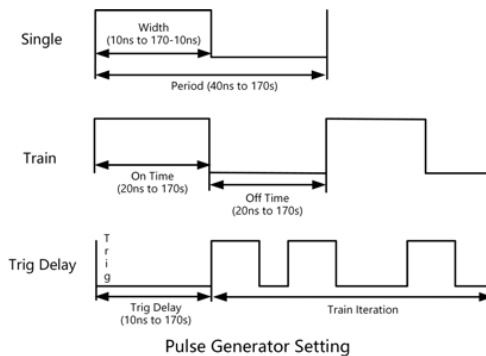 Single
Width
(10ns to 170-10ns)
Period (40ns to 170s)
Train
On Time
(20ns to 170s)
Off Time
(20ns to 170s)
Trig Delay
Trig
Trig Delay
(10ns to 170s)
Train Iteration
Pulse Generator Setting